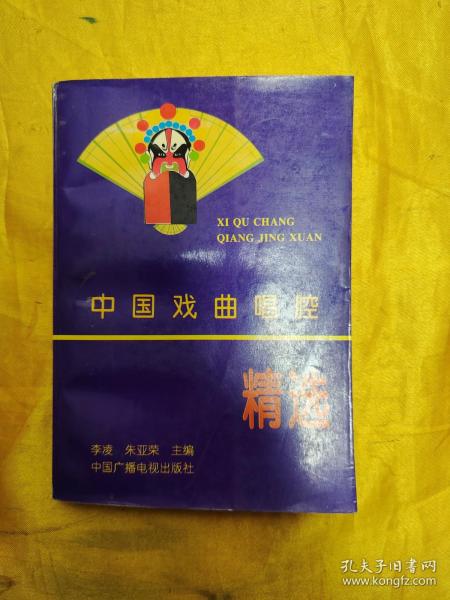 XI QU CHANG
QIANG JING XUAN
中国戏曲唱腔
精选
李凌 朱亚荣 主编
中国广播电视出版社
孔夫子旧书网
www.kongfz.com